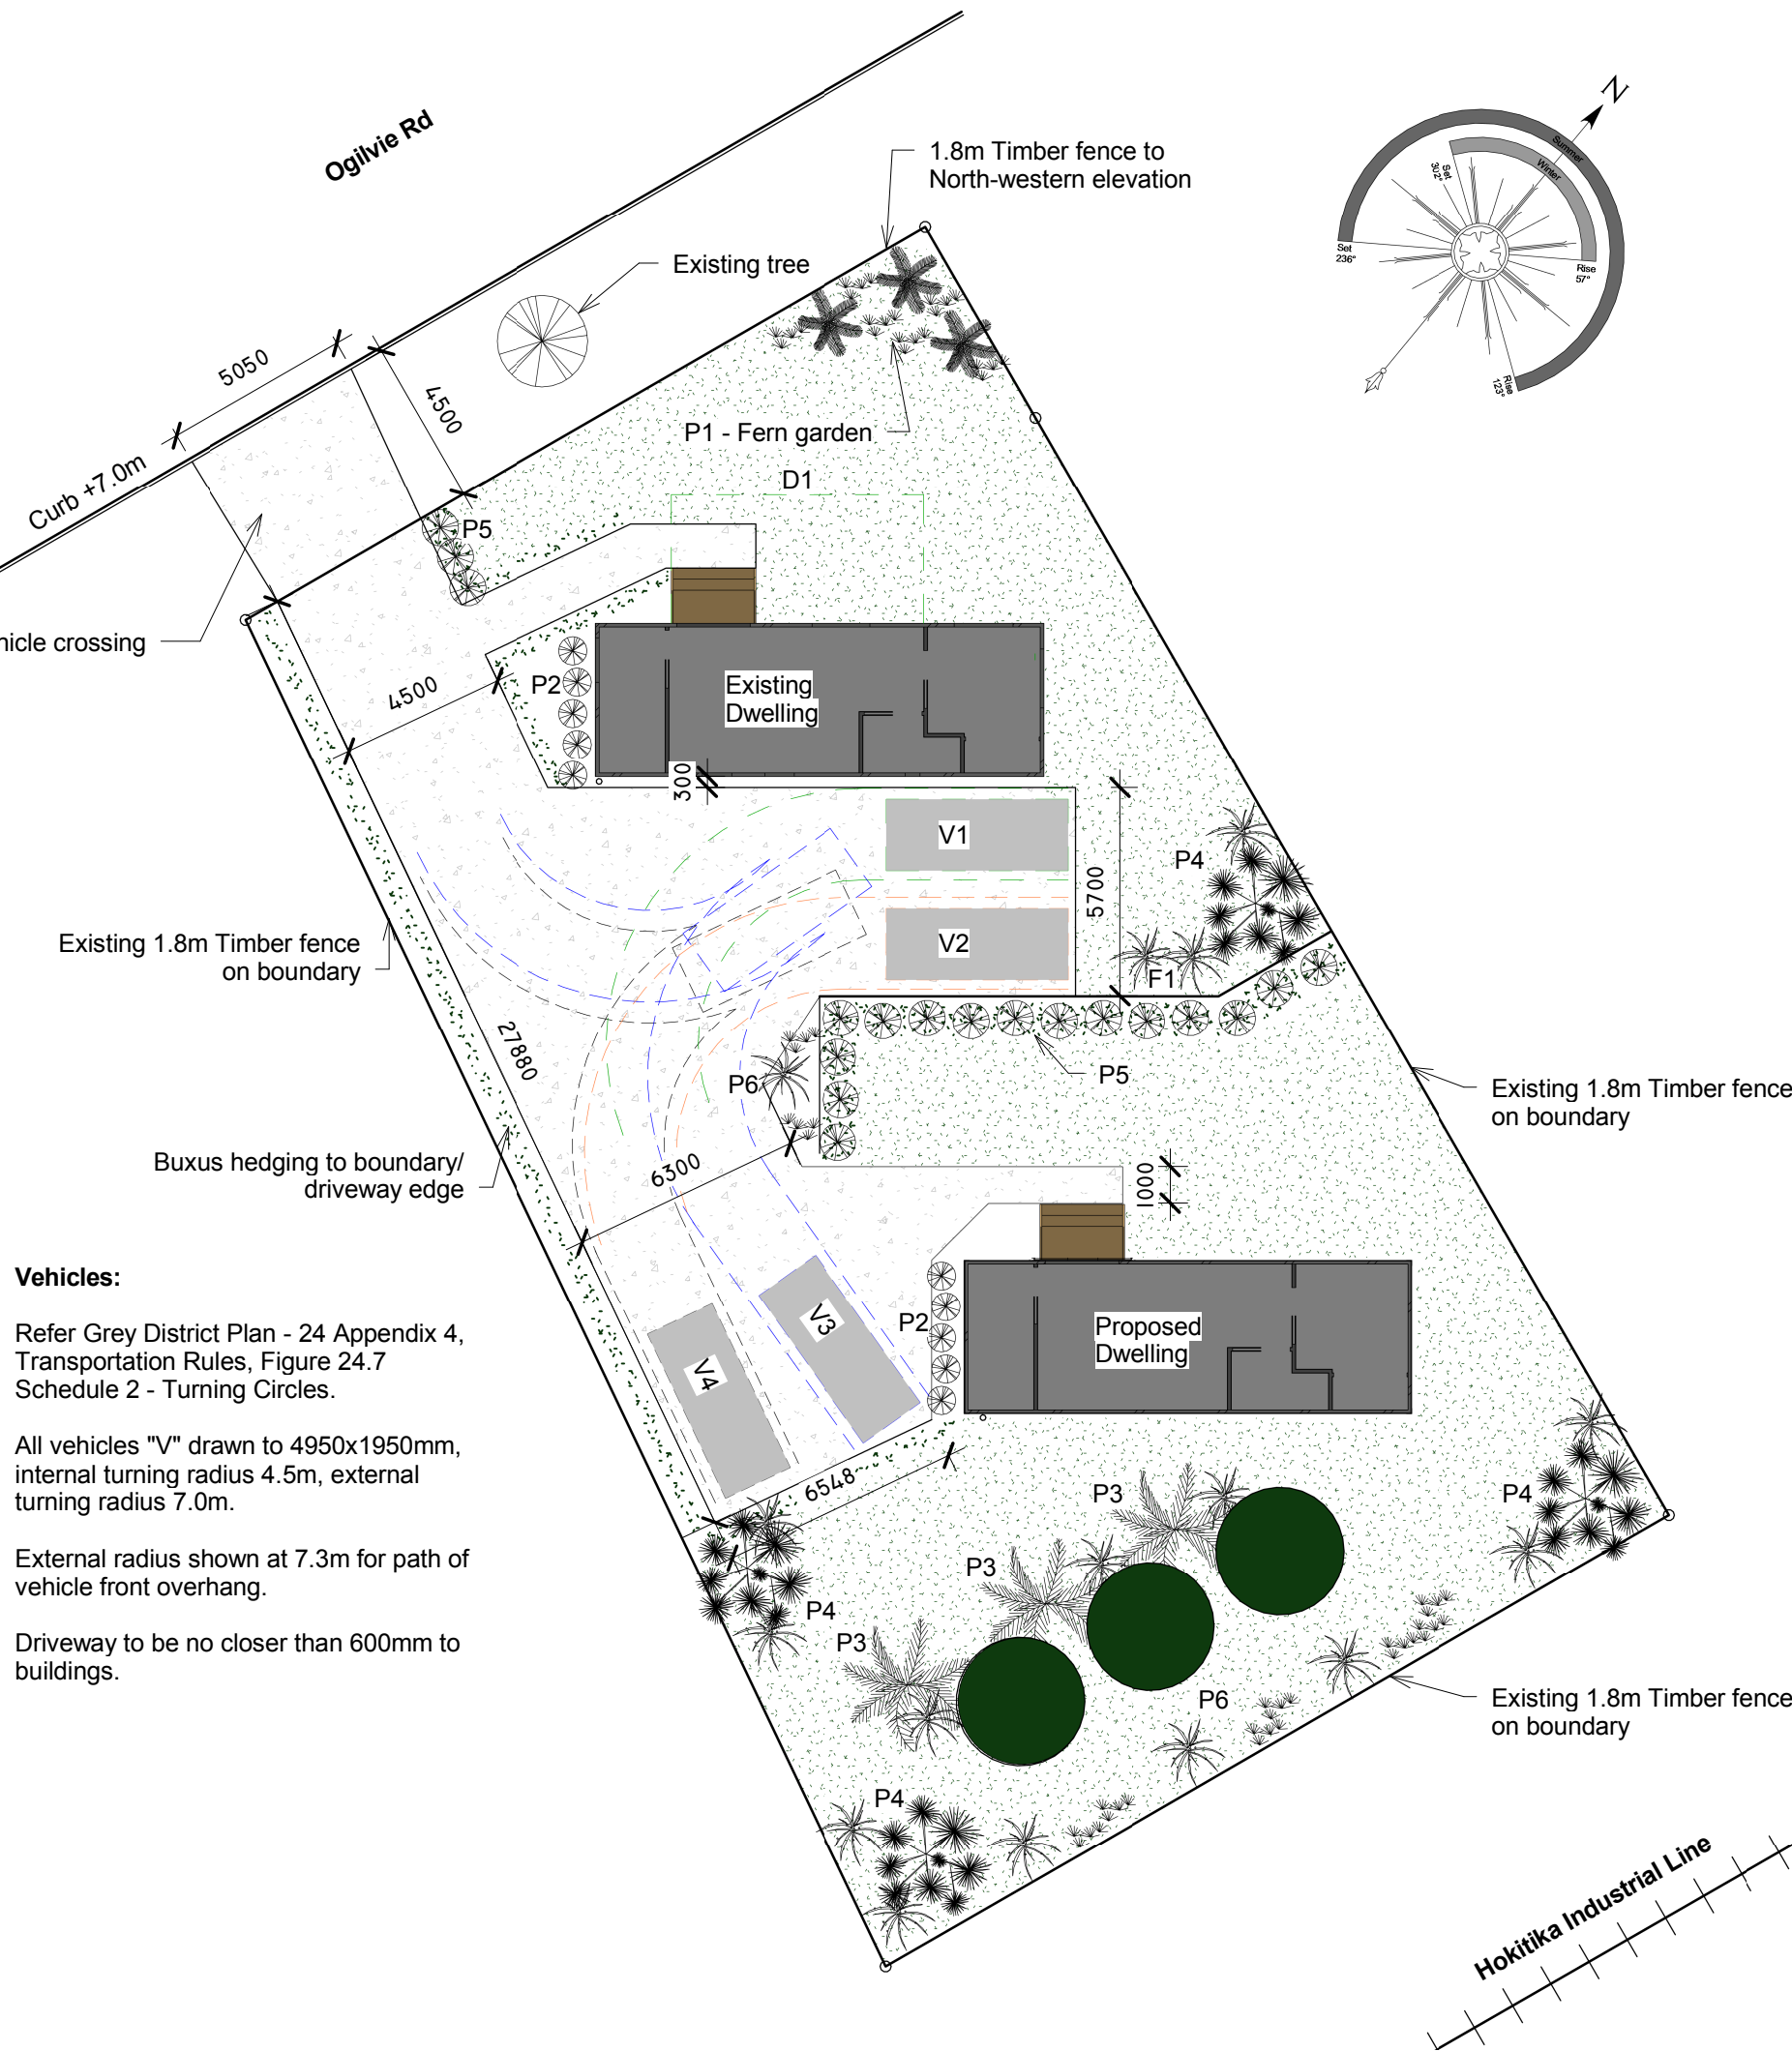 Ogilvie Rd
1.8m Timber fence to
North-western elevation
N
Summer
Winter
Set
302°
Set
236°
Rise
57°
Rise
123°
Existing tree
5050
4500
P1 - Fern garden
D1
Curb +7.0m
P5
hicle crossing
4500
P2
Existing
Dwelling
300
V1
P4
5700
V2
F1
Existing 1.8m Timber fence
on boundary
27880
P6
P5
Existing 1.8m Timber fence
on boundary
Buxus hedging to boundary/
driveway edge
6300
1000
Vehicles:
Refer Grey District Plan - 24 Appendix 4,
Transportation Rules, Figure 24.7
Schedule 2 - Turning Circles.
All vehicles "V" drawn to 4950x1950mm,
internal turning radius 4.5m, external
turning radius 7.0m.
External radius shown at 7.3m for path of
vehicle front overhang.
Driveway to be no closer than 600mm to
buildings.
V3
P2
Proposed
Dwelling
V4
6548
P3
P4
P3
P4
P3
P6
Existing 1.8m Timber fence
on boundary
P4
Hokitika Industrial Line